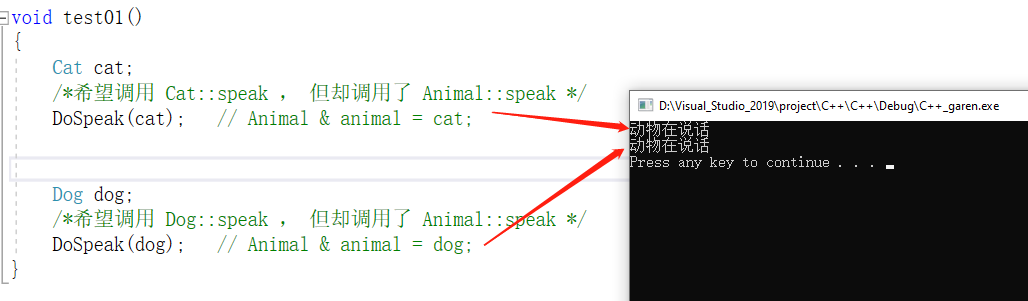 void test01()
{
Cat cat;
/*希望调用 Cat::speak ， 但却调用了 Animal::speak */
DoSpeak(cat);   // Animal & animal = cat;
Dog dog;
/*希望调用 Dog::speak ， 但却调用了 Animal::speak */
DoSpeak(dog);   // Animal & animal = dog;
}
D:\Visual_Studio_2019\project\C++\C++\Debug\C++_garen.exe
动物在说话
动物在说话
Press any key to continue . . .